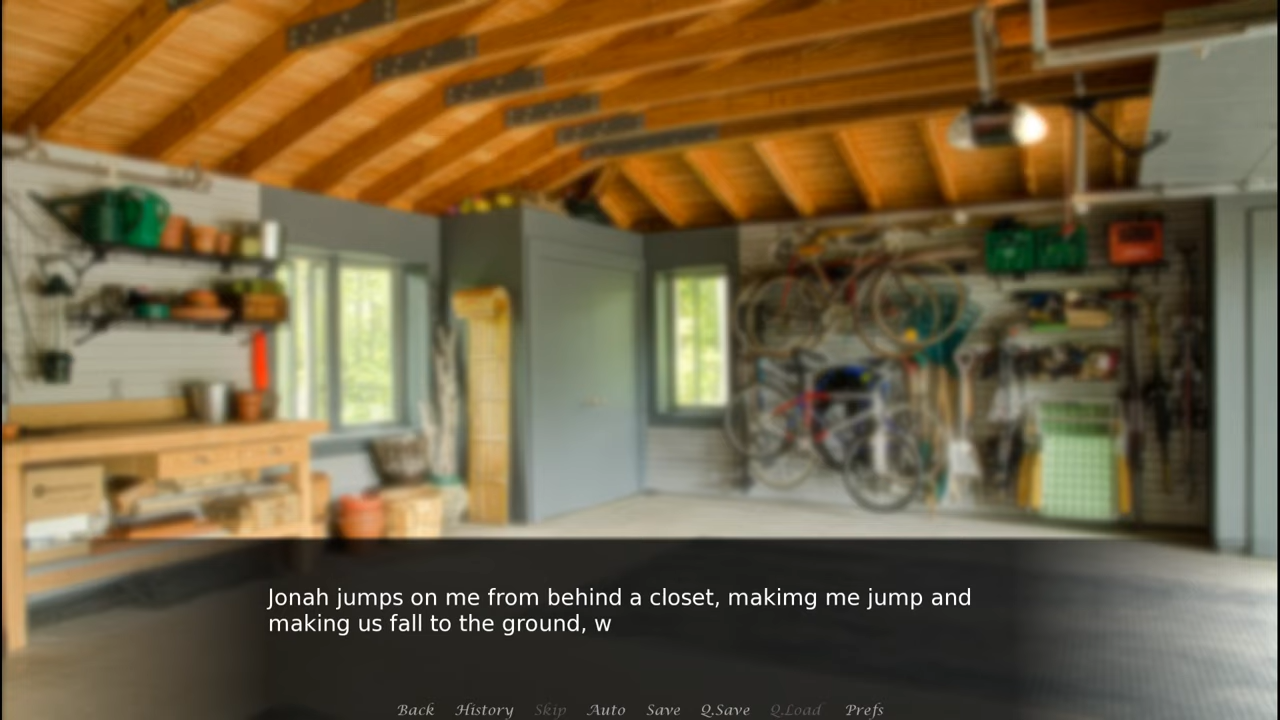 Jonah jumps on me from behind a closet, makimg me jump and
making us fall to the ground, w
Back History Skip Auto Save Q.Save Q.Load Prefs